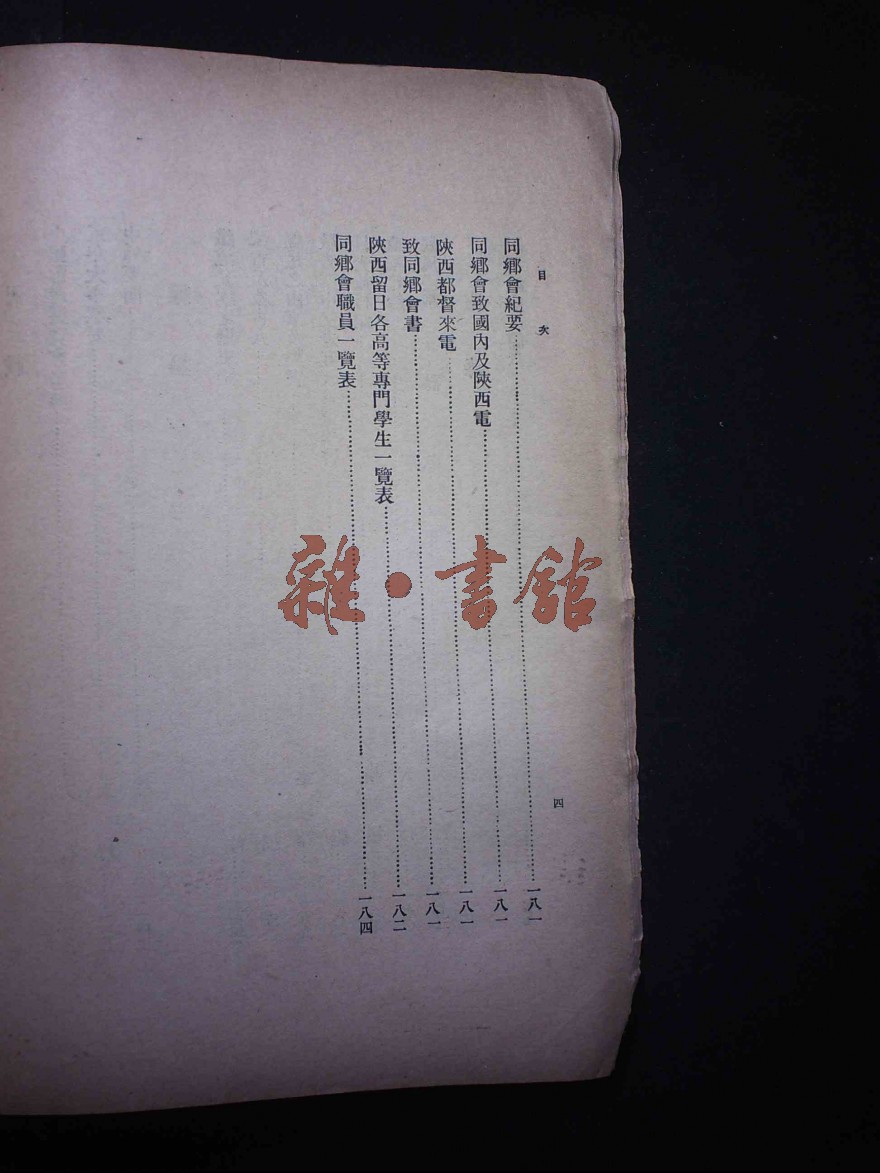 目 次
同鄉會紀要……一八一
同鄉會致國內及陝西電……一八一
陝西都督來電……一八一
致同鄉會書……一八一
陝西留日各高等專門學生一覽表……一八二
同鄉會職員一覽表……一八四
四
雜·書館